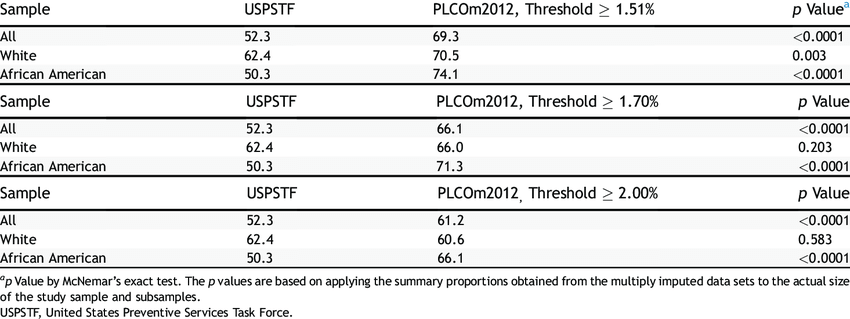 Sample USPSTF PLCOm2012, Threshold ≥ 1.51% p Valueᵃ
All 52.3 69.3 <0.0001
White 62.4 70.5 0.003
African American 50.3 74.1 <0.0001
Sample USPSTF PLCOm2012, Threshold ≥ 1.70% p Value
All 52.3 66.1 <0.0001
White 62.4 66.0 0.203
African American 50.3 71.3 <0.0001
Sample USPSTF PLCOm2012, Threshold ≥ 2.00% p Value
All 52.3 61.2 <0.0001
White 62.4 60.6 0.583
African American 50.3 66.1 <0.0001
ᵃp Value by McNemar's exact test. The p values are based on applying the summary proportions obtained from the multiply imputed data sets to the actual size
of the study sample and subsamples.
USPSTF, United States Preventive Services Task Force.